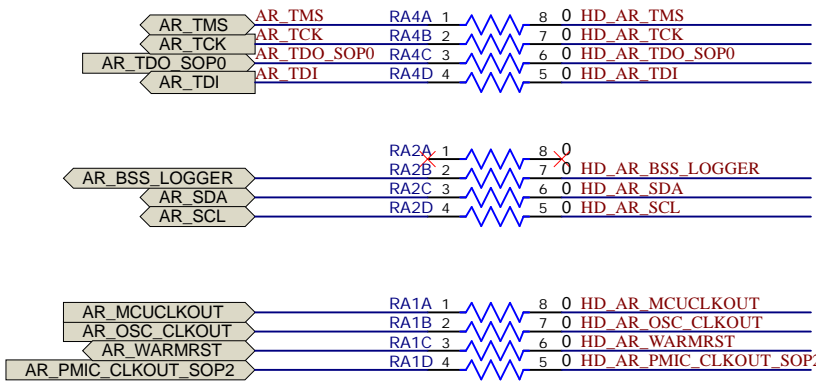 AR_TMS AR_TMS RA4A 1 8 0 HD_AR_TMS
AR_TCK AR_TCK RA4B 2 7 0 HD_AR_TCK
AR_TDO_SOP0 AR_TDO_SOP0 RA4C 3 6 0 HD_AR_TDO_SOP0
AR_TDI AR_TDI RA4D 4 5 0 HD_AR_TDI
RA2A 1 8 0
AR_BSS_LOGGER RA2B 2 7 0 HD_AR_BSS_LOGGER
AR_SDA RA2C 3 6 0 HD_AR_SDA
AR_SCL RA2D 4 5 0 HD_AR_SCL
AR_MCUCLKOUT RA1A 1 8 0 HD_AR_MCUCLKOUT
AR_OSC_CLKOUT RA1B 2 7 0 HD_AR_OSC_CLKOUT
AR_WARMRST RA1C 3 6 0 HD_AR_WARMRST
AR_PMIC_CLKOUT_SOP2 RA1D 4 5 0 HD_AR_PMIC_CLKOUT_SOP2